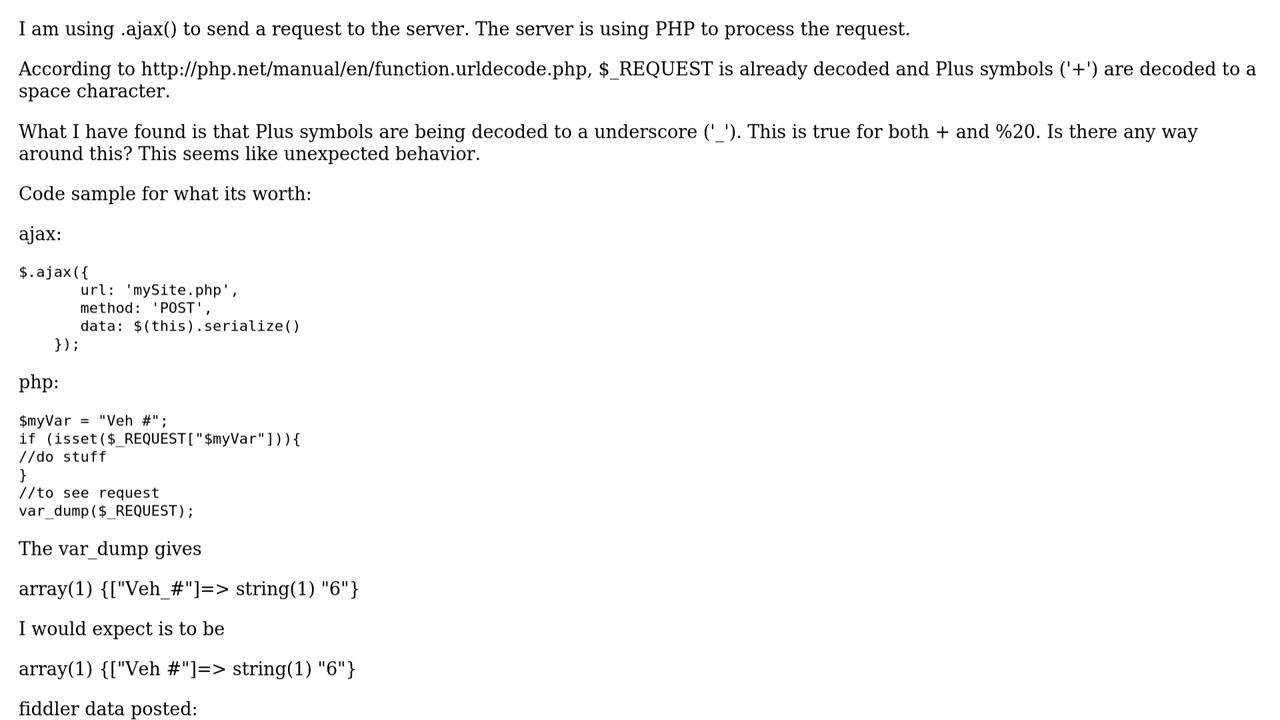 I am using .ajax() to send a request to the server. The server is using PHP to process the request.
According to http://php.net/manual/en/function.urldecode.php, $_REQUEST is already decoded and Plus symbols ('+') are decoded to a
space character.
What I have found is that Plus symbols are being decoded to a underscore ('_'). This is true for both + and %20. Is there any way
around this? This seems like unexpected behavior.
Code sample for what its worth:
ajax:
$.ajax({
       url: 'mySite.php',
       method: 'POST',
       data: $(this).serialize()
    });
php:
$myVar = "Veh #";
if (isset($_REQUEST["$myVar"])){
//do stuff
}
//to see request
var_dump($_REQUEST);
The var_dump gives
array(1) {["Veh_#"]=> string(1) "6"}
I would expect is to be
array(1) {["Veh #"]=> string(1) "6"}
fiddler data posted: